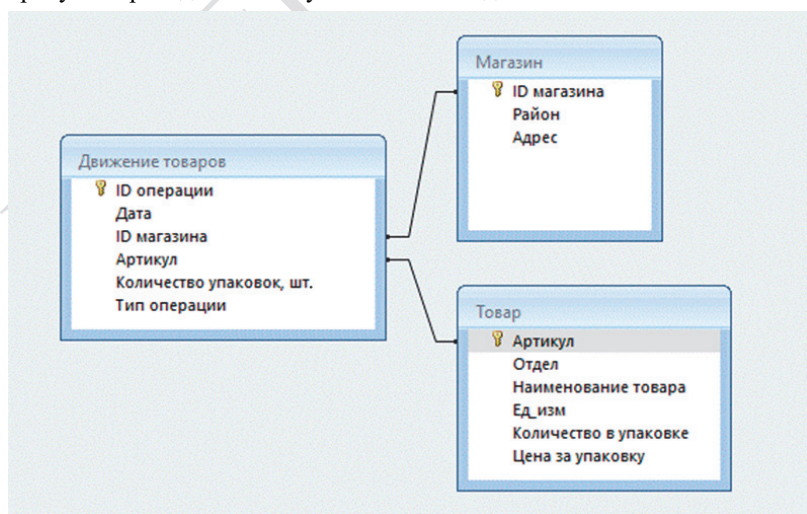 Магазин
ID магазина
Район
Адрес
Движение товаров
ID операции
Дата
ID магазина
Артикул
Количество упаковок, шт.
Тип операции
Товар
Артикул
Отдел
Наименование товара
Ед_изм
Количество в упаковке
Цена за упаковку